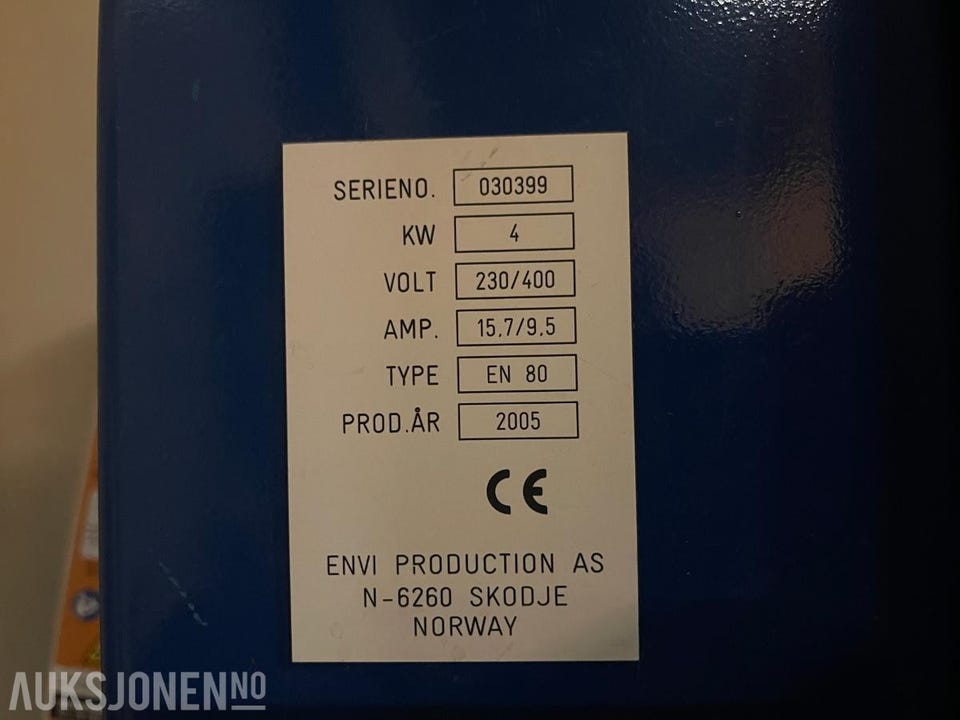 SERIENO. 030399
KW 4
VOLT 230/400
AMP. 15,7/9,5
TYPE EN 80
PROD.ÅR 2005
CE
ENVI PRODUCTION AS
N-6260 SKODJE
NORWAY
AUKSJONEN NO